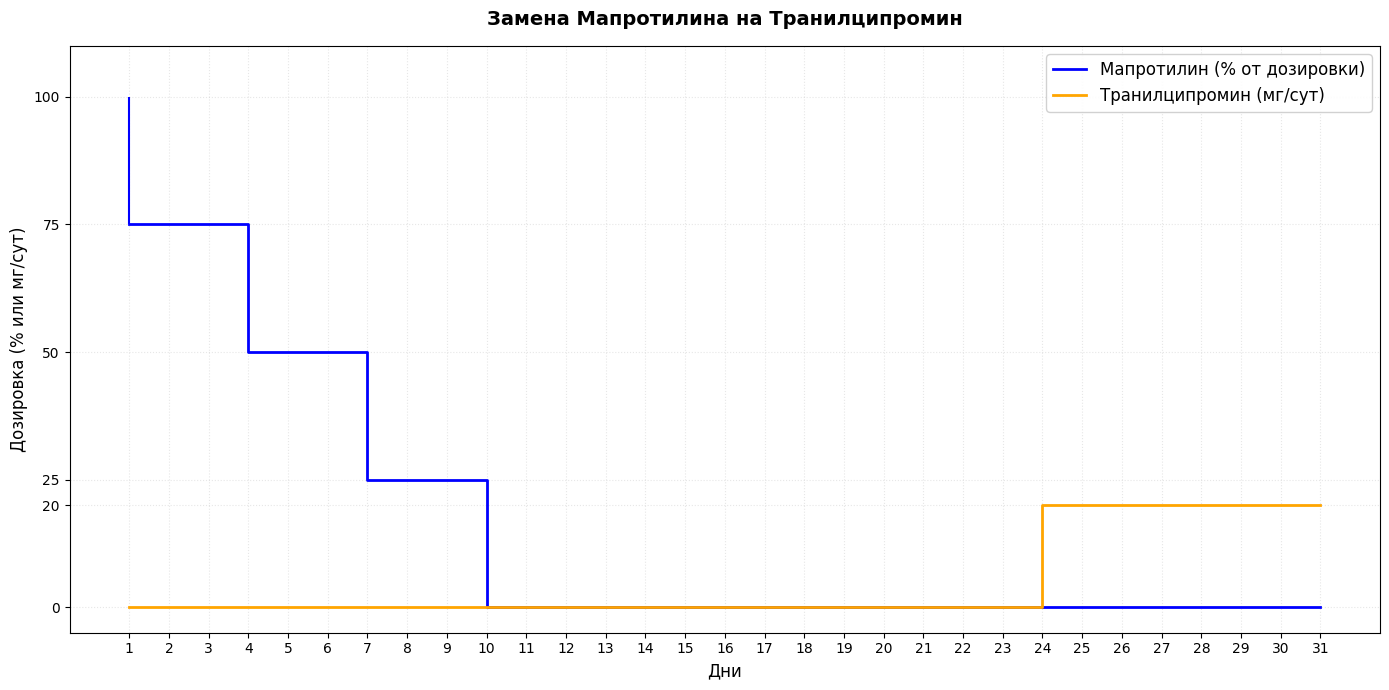 Замена Мапротилина на Транилципромин
Мапротилин (% от дозировки)
Транилципромин (мг/сут)
Дозировка (% или мг/сут)
100
75
50
25
20
0
1 2 3 4 5 6 7 8 9 10 11 12 13 14 15 16 17 18 19 20 21 22 23 24 25 26 27 28 29 30 31
Дни